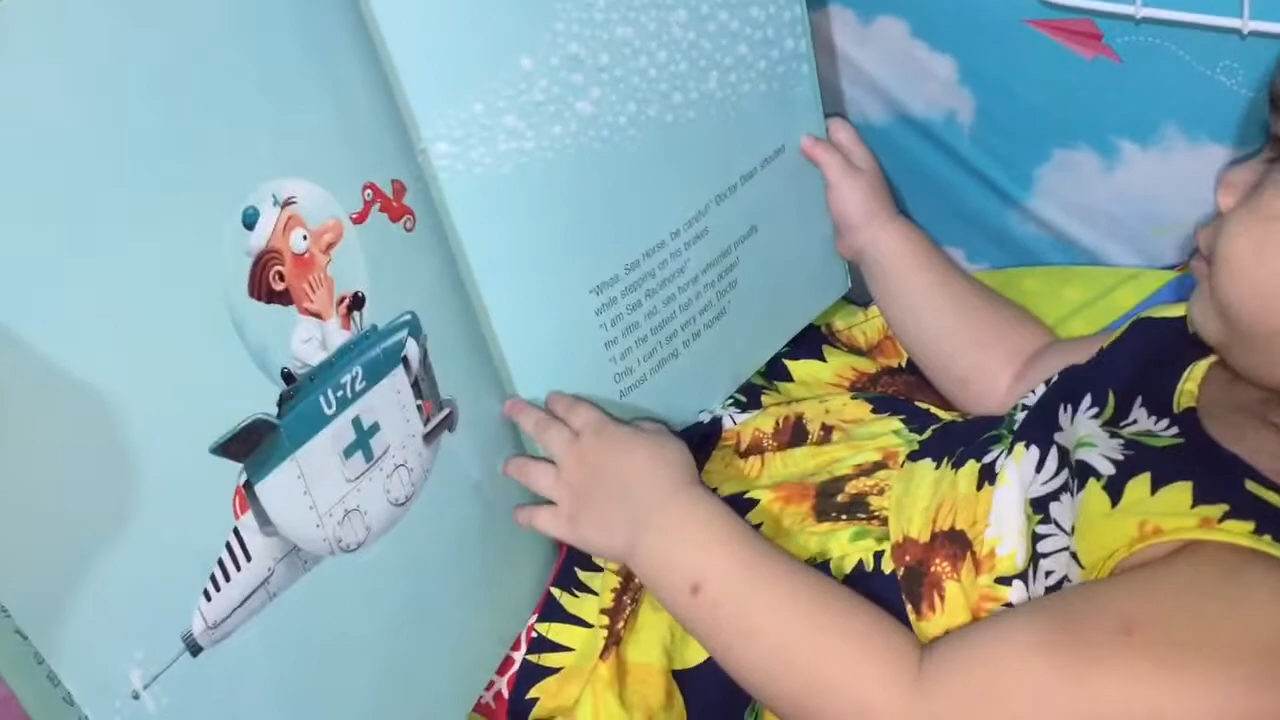 U-72
"Whoa, Sea Horse, be careful!" Doctor Dean shouted
while stepping on his brakes.
"I am Sea Racehorse!"
the little, red, sea horse whinnied proudly.
"I am the fastest fish in the ocean!
Only, I can't see very well, Doctor.
Almost nothing, to be honest."